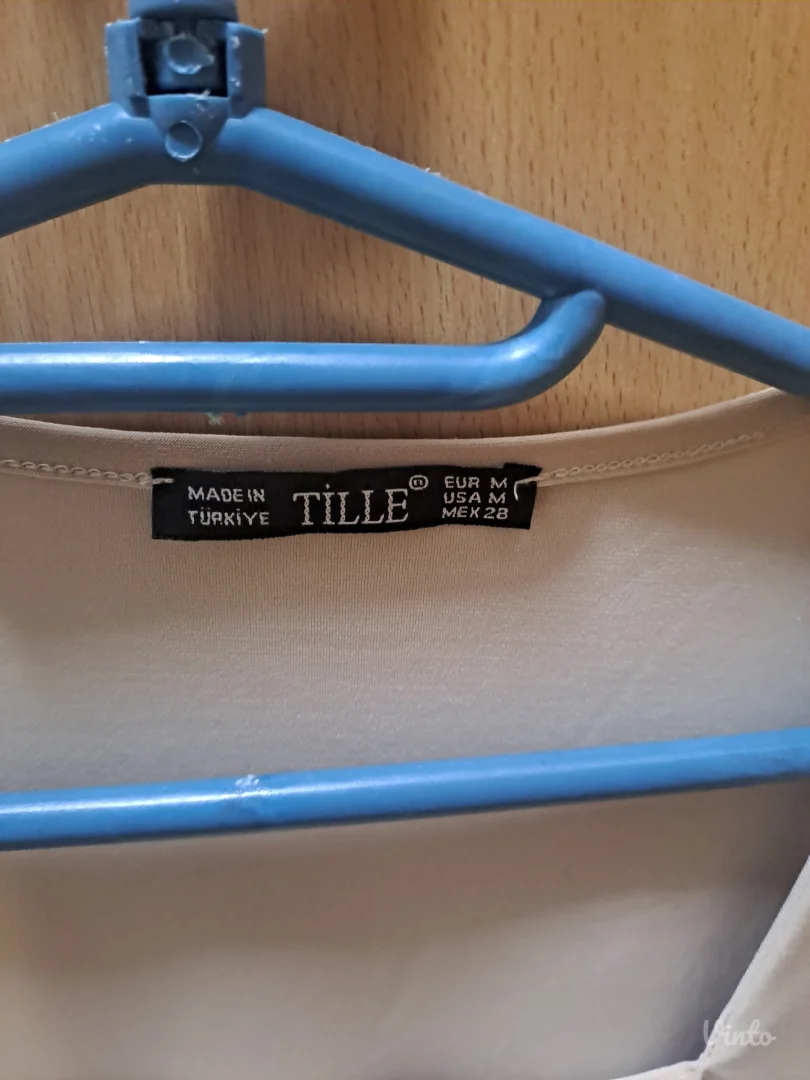 MADE IN
TÜRKİYE
TİLLE
EUR M
USA M
MEX 28
Vinto